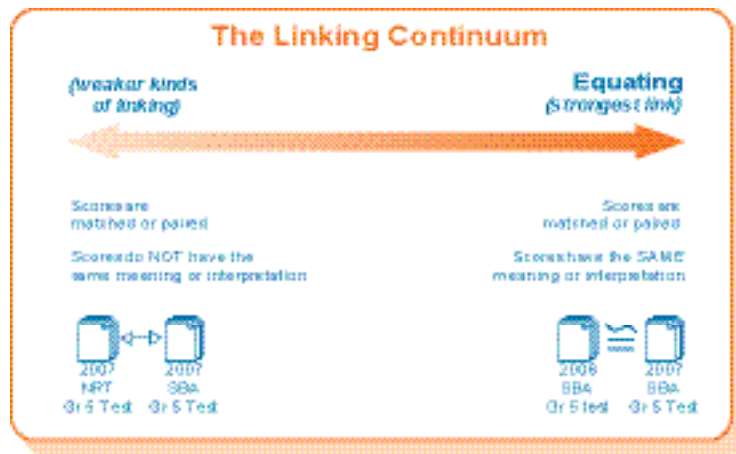 The Linking Continuum
(weaker kinds
of linking)
Equating
(strongest link)
Scores are
matched or paired
Scores do NOT have the
same meaning or interpretation
Scores are
matched or paired
Scores have the SAME
meaning or interpretation
2007
NRT
Gr 5 Test
2007
SBA
Gr 5 Test
2006
SBA
Gr 5 test
2007
SBA
Gr 5 Test